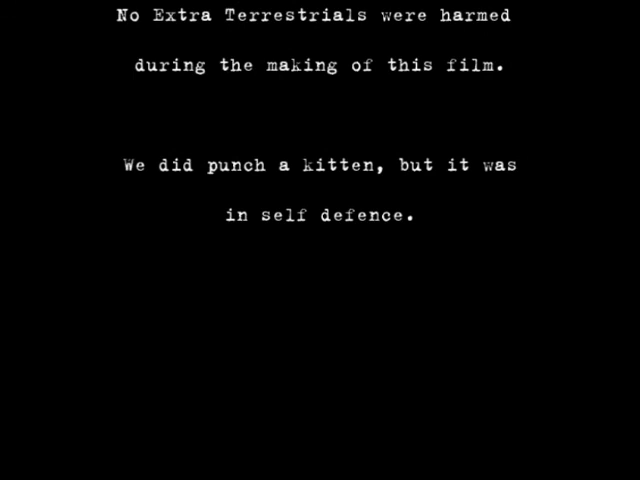 No Extra Terrestrials were harmed
during the making of this film.
We did punch a kitten, but it was
in self defence.